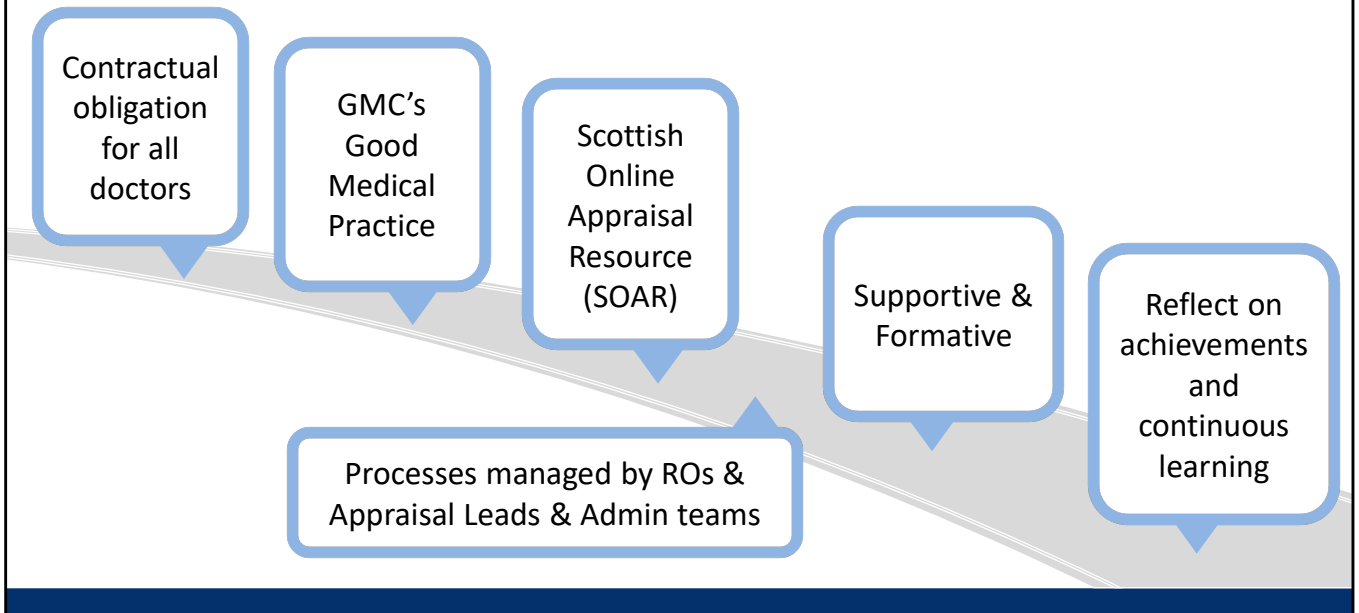 Contractual
obligation
for all
doctors
GMC’s
Good
Medical
Practice
Scottish
Online
Appraisal
Resource
(SOAR)
Supportive &
Formative
Reflect on
achievements
and
continuous
learning
Processes managed by ROs &
Appraisal Leads & Admin teams